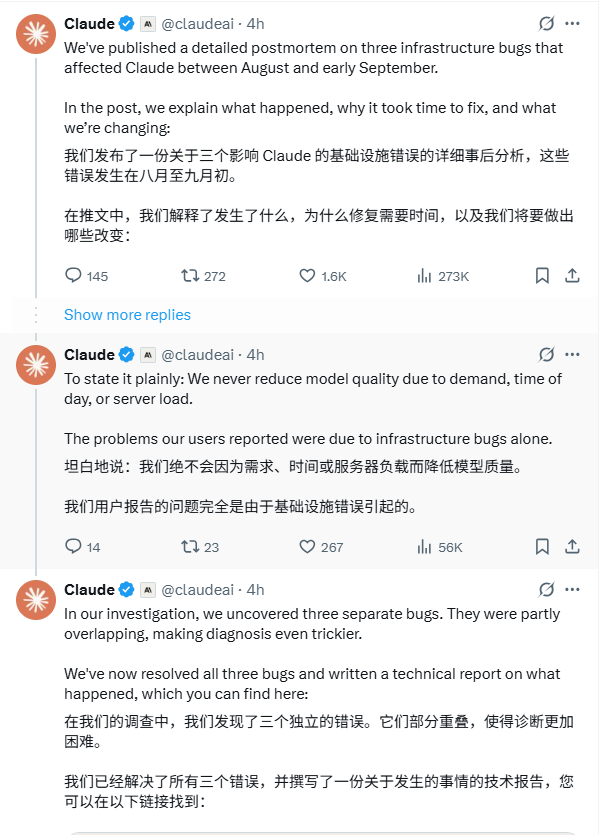 Claude @claudeai · 4h
We've published a detailed postmortem on three infrastructure bugs that
affected Claude between August and early September.
In the post, we explain what happened, why it took time to fix, and what
we’re changing:
我们发布了一份关于三个影响 Claude 的基础设施错误的详细事后分析，这些
错误发生在八月至九月初。
在推文中，我们解释了发生了什么，为什么修复需要时间，以及我们将要做出
哪些改变：
145 272 1.6K 273K
Show more replies
Claude @claudeai · 4h
To state it plainly: We never reduce model quality due to demand, time of
day, or server load.
The problems our users reported were due to infrastructure bugs alone.
坦白地说：我们绝不会因为需求、时间或服务器负载而降低模型质量。
我们用户报告的问题完全是由于基础设施错误引起的。
14 23 267 56K
Claude @claudeai · 4h
In our investigation, we uncovered three separate bugs. They were partly
overlapping, making diagnosis even trickier.
We've now resolved all three bugs and written a technical report on what
happened, which you can find here:
在我们的调查中，我们发现了三个独立的错误。它们部分重叠，使得诊断更加
困难。
我们已经解决了所有三个错误，并撰写了一份关于发生的事情的技术报告，您
可以在以下链接找到：